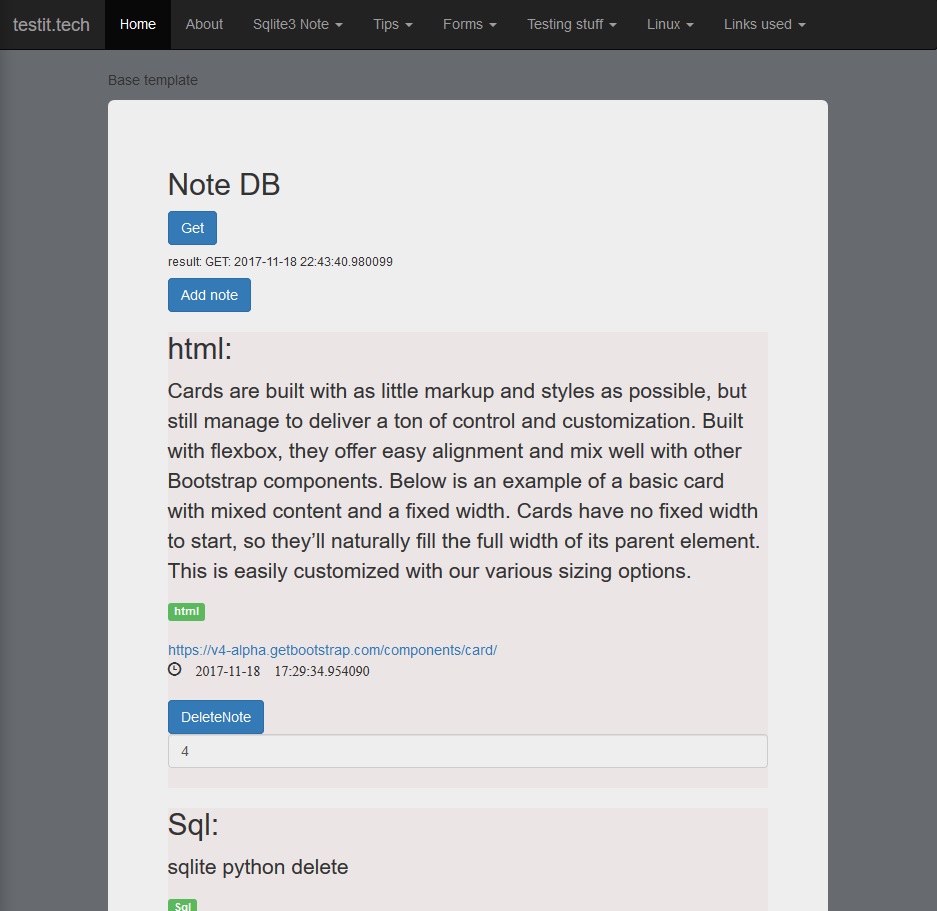 testit.tech Home About Sqlite3 Note Tips Forms Testing stuff Linux Links used
Base template
Note DB
Get
result: GET: 2017-11-18 22:43:40.980099
Add note
html:
Cards are built with as little markup and styles as possible, but
still manage to deliver a ton of control and customization. Built
with flexbox, they offer easy alignment and mix well with other
Bootstrap components. Below is an example of a basic card
with mixed content and a fixed width. Cards have no fixed width
to start, so they’ll naturally fill the full width of its parent element.
This is easily customized with our various sizing options.
html
https://v4-alpha.getbootstrap.com/components/card/
2017-11-18 17:29:34.954090
DeleteNote
4
Sql:
sqlite python delete
Sql